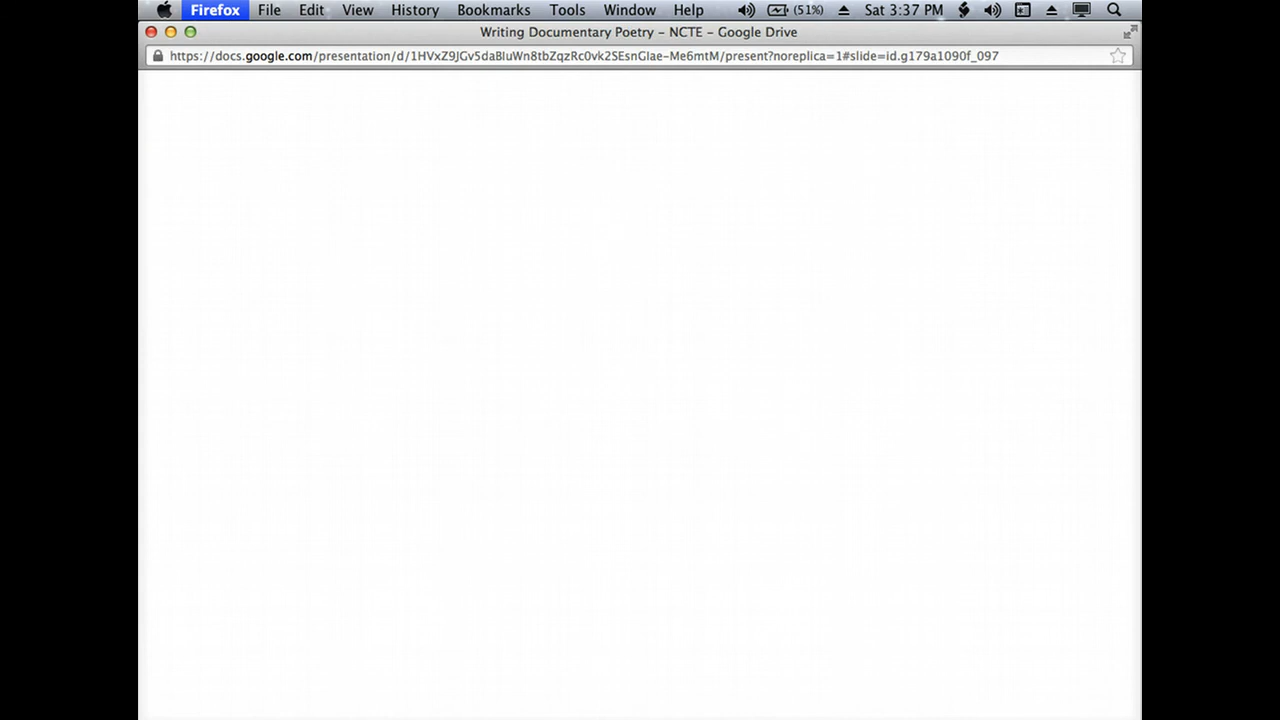 Firefox File Edit View History Bookmarks Tools Window Help (51%) Sat 3:37 PM
Writing Documentary Poetry – NCTE – Google Drive
https://docs.google.com/presentation/d/1HVxZ9JGv5daBluWn8tbZqzRc0vk2SEsnGIae-Me6mtM/present?noreplica=1#slide=id.g179a1090f_097